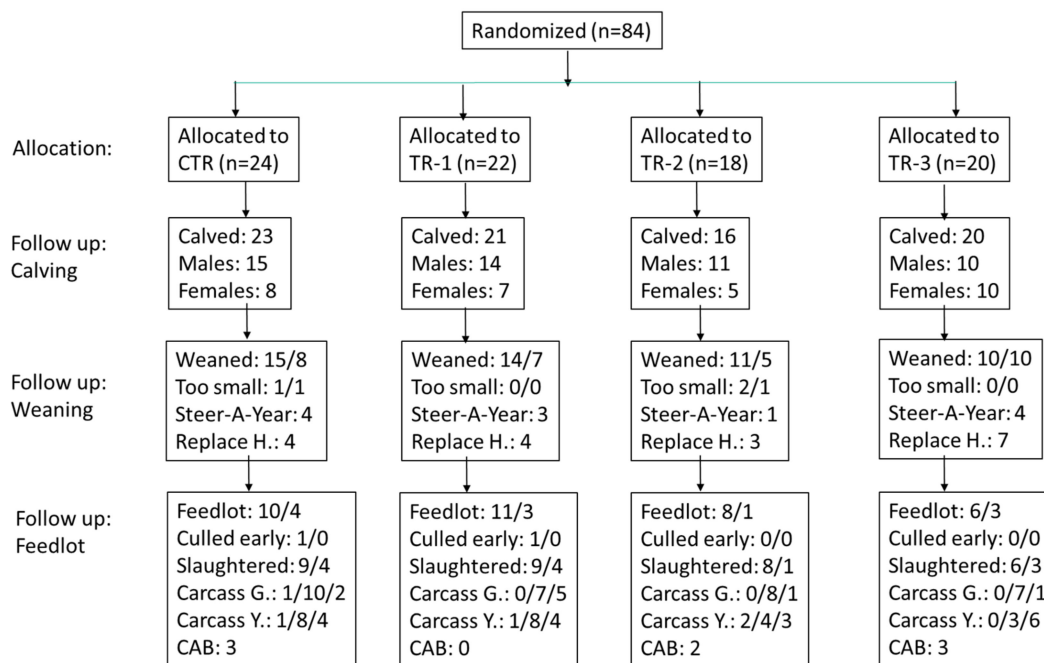 Randomized (n=84)
Allocation:
Allocated to
CTR (n=24)
Allocated to
TR-1 (n=22)
Allocated to
TR-2 (n=18)
Allocated to
TR-3 (n=20)
Follow up:
Calving
Calved: 23
Males: 15
Females: 8
Calved: 21
Males: 14
Females: 7
Calved: 16
Males: 11
Females: 5
Calved: 20
Males: 10
Females: 10
Follow up:
Weaning
Weaned: 15/8
Too small: 1/1
Steer-A-Year: 4
Replace H.: 4
Weaned: 14/7
Too small: 0/0
Steer-A-Year: 3
Replace H.: 4
Weaned: 11/5
Too small: 2/1
Steer-A-Year: 1
Replace H.: 3
Weaned: 10/10
Too small: 0/0
Steer-A-Year: 4
Replace H.: 7
Follow up:
Feedlot
Feedlot: 10/4
Culled early: 1/0
Slaughtered: 9/4
Carcass G.: 1/10/2
Carcass Y.: 1/8/4
CAB: 3
Feedlot: 11/3
Culled early: 1/0
Slaughtered: 9/4
Carcass G.: 0/7/5
Carcass Y.: 1/8/4
CAB: 0
Feedlot: 8/1
Culled early: 0/0
Slaughtered: 8/1
Carcass G.: 0/8/1
Carcass Y.: 2/4/3
CAB: 2
Feedlot: 6/3
Culled early: 0/0
Slaughtered: 6/3
Carcass G.: 0/7/1
Carcass Y.: 0/3/6
CAB: 3